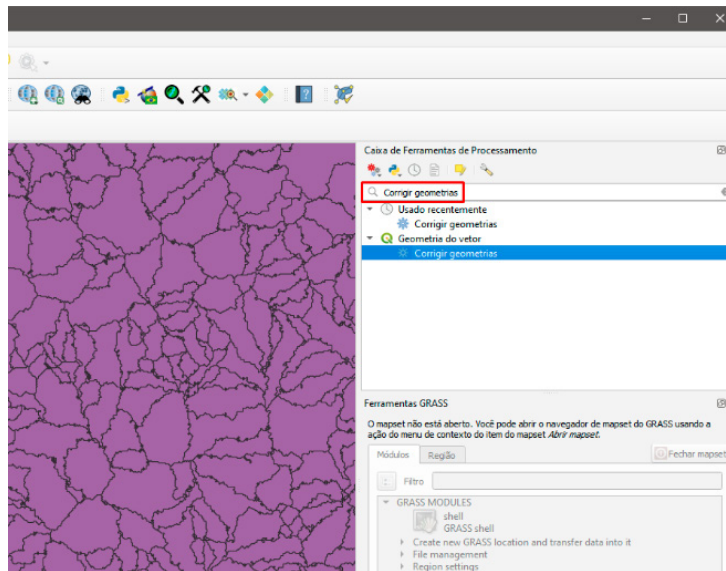 Caixa de Ferramentas de Processamento
Corrigir geometrias
Usado recentemente
Corrigir geometrias
Geometria do vetor
Corrigir geometrias
Ferramentas GRASS
O mapset não está aberto. Você pode abrir o navegador de mapset do GRASS usando a
ação do menu de contexto do item do mapset Abrir mapset.
Módulos Região Fechar mapset
Filtro
GRASS MODULES
shell
GRASS shell
Create new GRASS location and transfer data into it
File management
Region settings